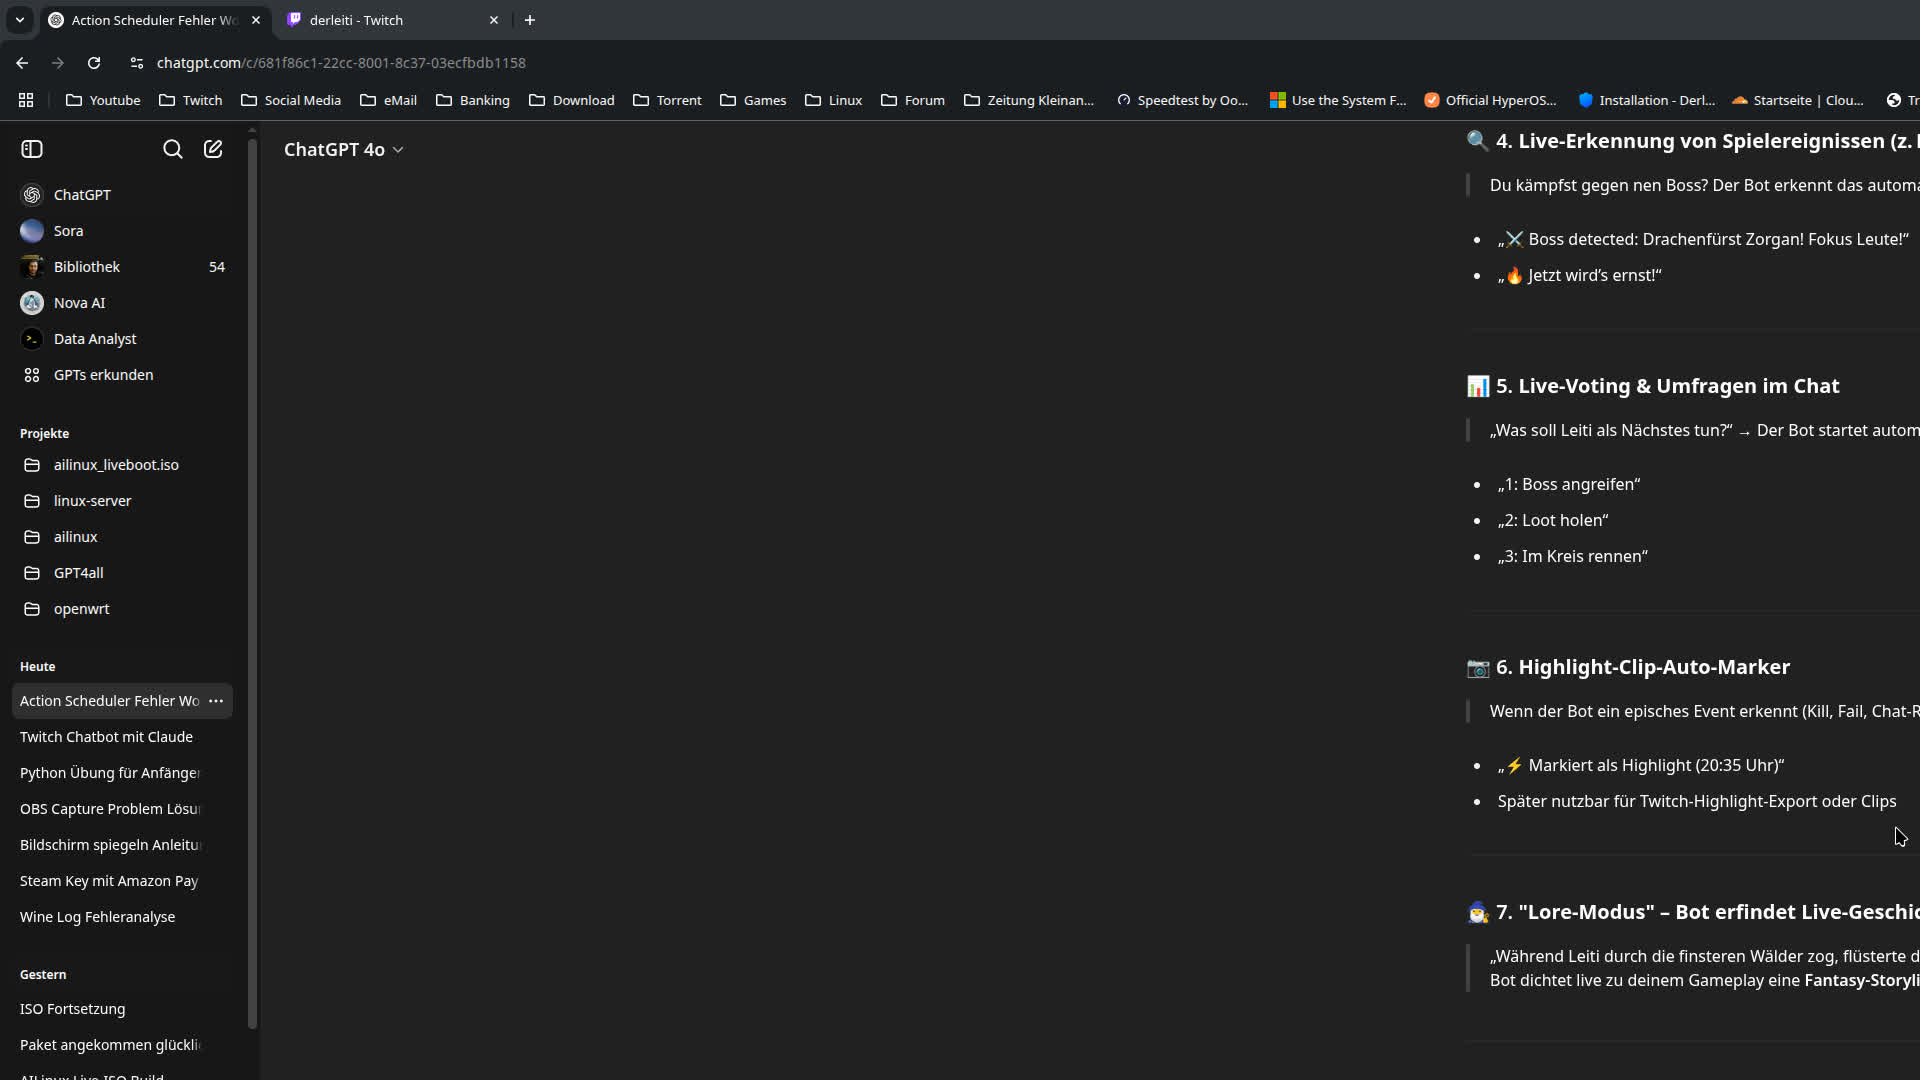 Action Scheduler Fehler Wo
derleiti - Twitch
chatgpt.com/c/681f86c1-22cc-8001-8c37-03ecfbdb1158
Youtube
Twitch
Social Media
eMail
Banking
Download
Torrent
Games
Linux
Forum
Zeitung Kleinan...
Speedtest by Oo...
Use the System F...
Official HyperOS...
Installation - Derl...
Startseite | Clou...
Tr
ChatGPT 4o
ChatGPT
Sora
Bibliothek 54
Nova AI
Data Analyst
GPTs erkunden
Projekte
ailinux_liveboot.iso
linux-server
ailinux
GPT4all
openwrt
Heute
Action Scheduler Fehler Wo
Twitch Chatbot mit Claude
Python Übung für Anfänger
OBS Capture Problem Lösu
Bildschirm spiegeln Anleitu
Steam Key mit Amazon Pay
Wine Log Fehleranalyse
Gestern
ISO Fortsetzung
Paket angekommen glückli
AILinux Live ISO Build
🔍 4. Live-Erkennung von Spielereignissen (z.
Du kämpfst gegen nen Boss? Der Bot erkennt das automa
• „⚔️ Boss detected: Drachenfürst Zorgan! Fokus Leute!“
• „🔥 Jetzt wird’s ernst!“
📊 5. Live-Voting & Umfragen im Chat
„Was soll Leiti als Nächstes tun?“ → Der Bot startet autom
• „1: Boss angreifen“
• „2: Loot holen“
• „3: Im Kreis rennen“
📷 6. Highlight-Clip-Auto-Marker
Wenn der Bot ein episches Event erkennt (Kill, Fail, Chat-R
• „⚡ Markiert als Highlight (20:35 Uhr)“
• Später nutzbar für Twitch-Highlight-Export oder Clips
🧙‍♂️ 7. "Lore-Modus" – Bot erfindet Live-Geschic
„Während Leiti durch die finsteren Wälder zog, flüsterte d
Bot dichtet live zu deinem Gameplay eine Fantasy-Storyli